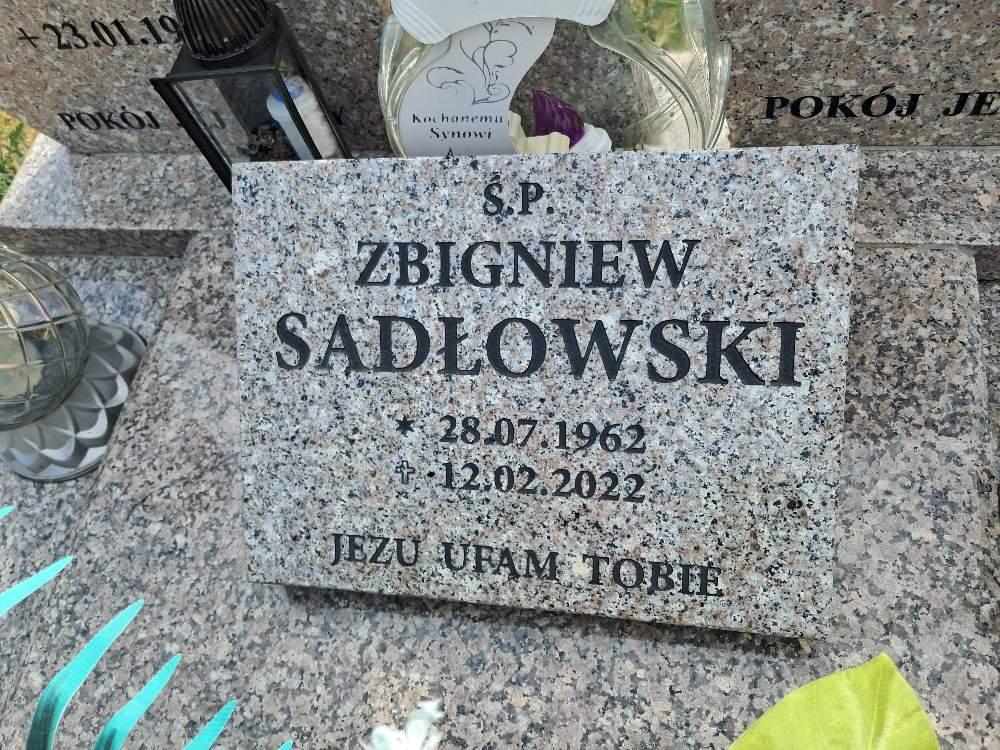 + 23.01.19
POKÓJ
Kochanemu
Synowi
POKÓJ JE
Ś.P.
ZBIGNIEW
SADŁOWSKI
* 28.07.1962
✞ 12.02.2022
JEZU UFAM TOBIE